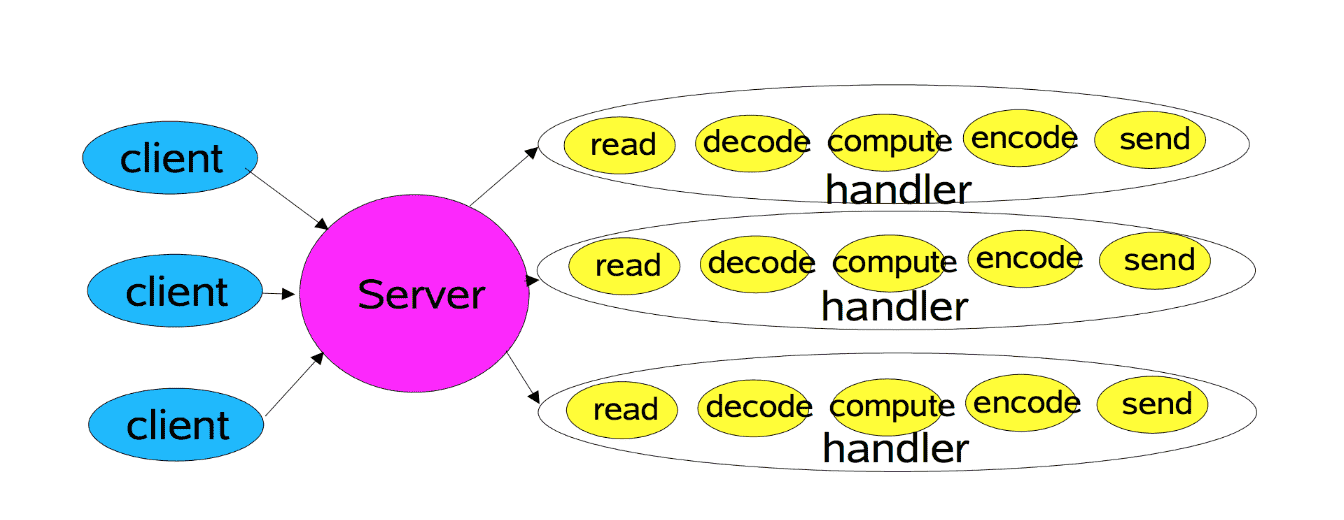 client
client
client
Server
read decode compute encode send
handler
read decode compute encode send
handler
read decode compute encode send
handler